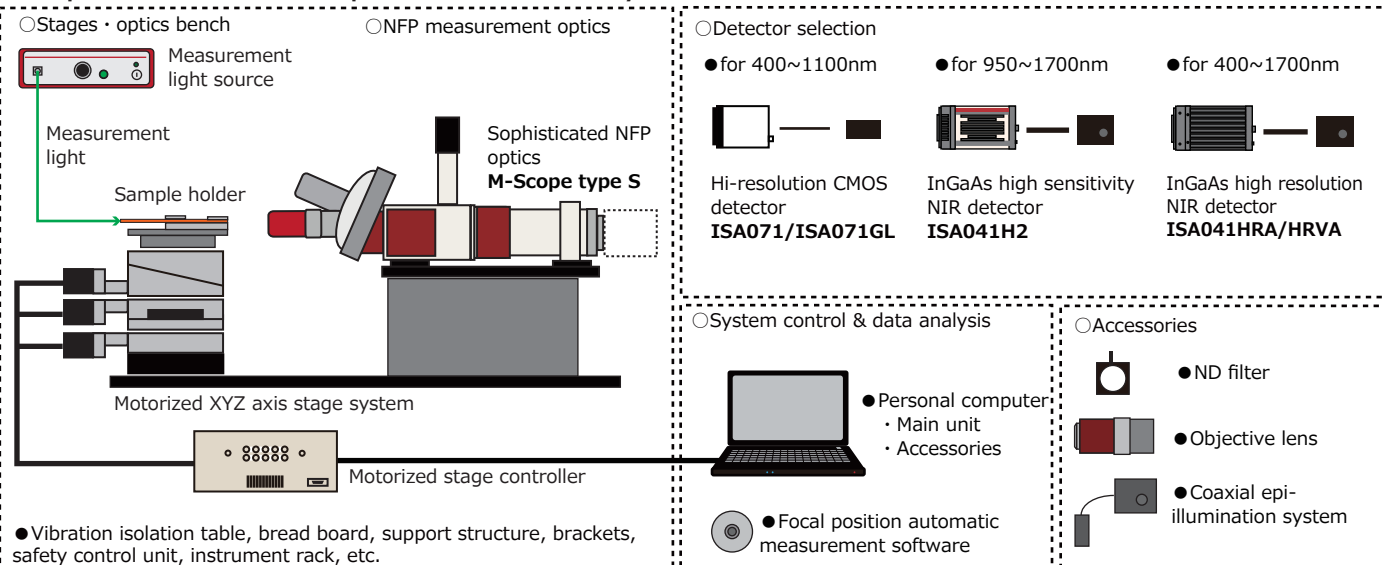 ○Stages・optics bench
○NFP measurement optics
Measurement
light source
Measurement
light
Sample holder
Sophisticated NFP
optics
M-Scope type S
Motorized XYZ axis stage system
Motorized stage controller
●Vibration isolation table, bread board, support structure, brackets,
safety control unit, instrument rack, etc.
○Detector selection
●for 400~1100nm
●for 950~1700nm
●for 400~1700nm
Hi-resolution CMOS
detector
ISA071/ISA071GL
InGaAs high sensitivity
NIR detector
ISA041H2
InGaAs high resolution
NIR detector
ISA041HRA/HRVA
○System control & data analysis
●Personal computer
・Main unit
・Accessories
●Focal position automatic
measurement software
○Accessories
●ND filter
●Objective lens
●Coaxial epi-
illumination system